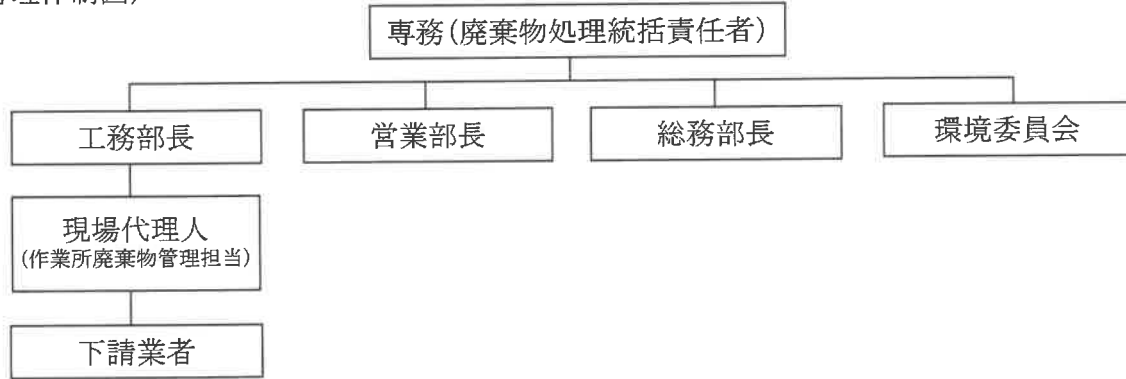 専務(廃棄物処理統括責任者)
工務部長
営業部長
総務部長
環境委員会
現場代理人
(作業所廃棄物管理担当)
下請業者